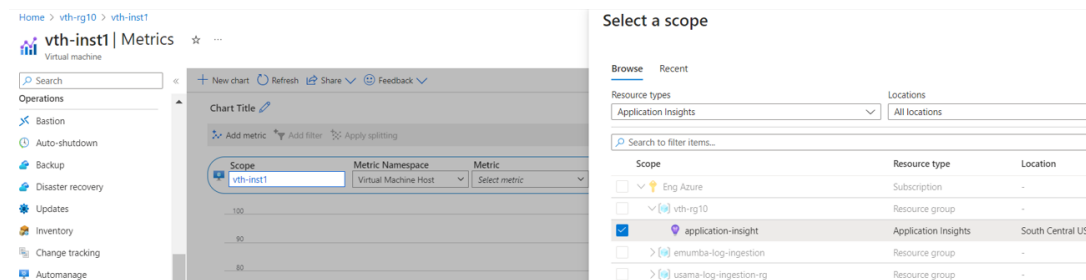 Home > vth-rg10 > vth-inst1
vth-inst1 | Metrics
Virtual machine
Search
Operations
Bastion
Auto-shutdown
Backup
Disaster recovery
Updates
Inventory
Change tracking
Automanage
New chart Refresh Share Feedback
Chart Title
Add metric Add filter Apply splitting
Scope Metric Namespace Metric
vth-inst1 Virtual Machine Host Select metric
100
90
80
Select a scope
Browse Recent
Resource types Locations
Application Insights All locations
Search to filter items...
Scope Resource type Location
Eng Azure Subscription -
vth-rg10 Resource group -
application-insight Application Insights South Central US
emumba-log-ingestion Resource group -
usama-log-ingestion-rg Resource group -